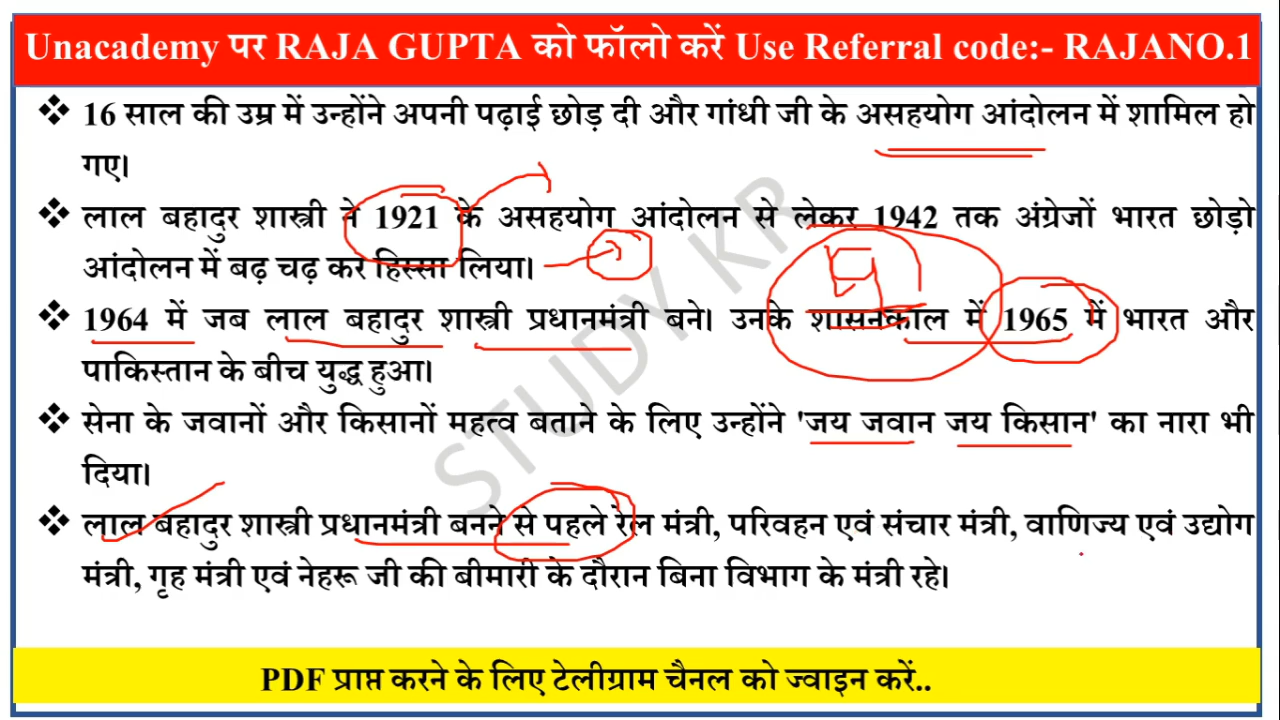 Unacademy पर RAJA GUPTA को फॉलो करें Use Referral code:- RAJANO.1
❖ 16 साल की उम्र में उन्होंने अपनी पढ़ाई छोड़ दी और गांधी जी के असहयोग आंदोलन में शामिल हो
गए।
❖ लाल बहादुर शास्त्री ने 1921 के असहयोग आंदोलन से लेकर 1942 तक अंग्रेजों भारत छोड़ो
आंदोलन में बढ़ चढ़ कर हिस्सा लिया।
❖ 1964 में जब लाल बहादुर शास्त्री प्रधानमंत्री बने। उनके शासनकाल में 1965 में भारत और
पाकिस्तान के बीच युद्ध हुआ।
❖ सेना के जवानों और किसानों महत्व बताने के लिए उन्होंने 'जय जवान जय किसान' का नारा भी
दिया।
❖ लाल बहादुर शास्त्री प्रधानमंत्री बनने से पहले रेल मंत्री, परिवहन एवं संचार मंत्री, वाणिज्य एवं उद्योग
मंत्री, गृह मंत्री एवं नेहरू जी की बीमारी के दौरान बिना विभाग के मंत्री रहे।
STUDY KR
PDF प्राप्त करने के लिए टेलीग्राम चैनल को ज्वाइन करें..